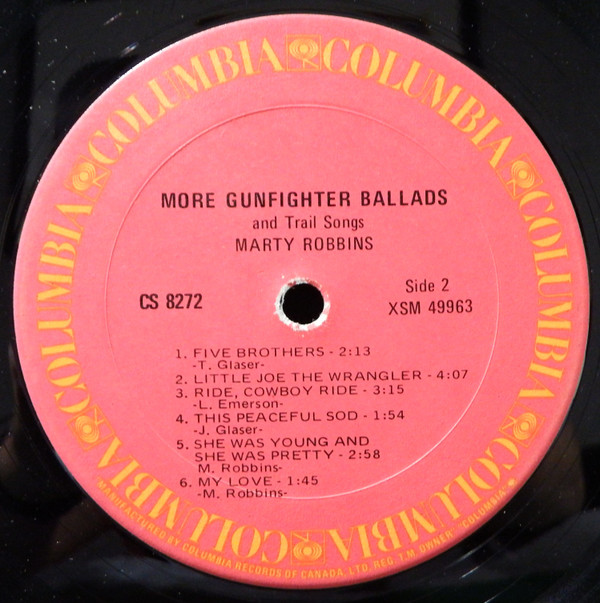 COLUMBIA COLUMBIA COLUMBIA COLUMBIA COLUMBIA COLUMBIA COLUMBIA COLUMBIA
MORE GUNFIGHTER BALLADS
and Trail Songs
MARTY ROBBINS
CS 8272
Side 2
XSM 49963
1. FIVE BROTHERS - 2:13
-T. Glaser-
2. LITTLE JOE THE WRANGLER - 4:07
3. RIDE, COWBOY RIDE - 3:15
-L. Emerson-
4. THIS PEACEFUL SOD - 1:54
-J. Glaser-
5. SHE WAS YOUNG AND
SHE WAS PRETTY - 2:58
M. Robbins-
6. MY LOVE - 1:45
-M. Robbins-
MANUFACTURED BY COLUMBIA RECORDS OF CANADA, LTD. REG. T.M. OWNER "COLUMBIA"